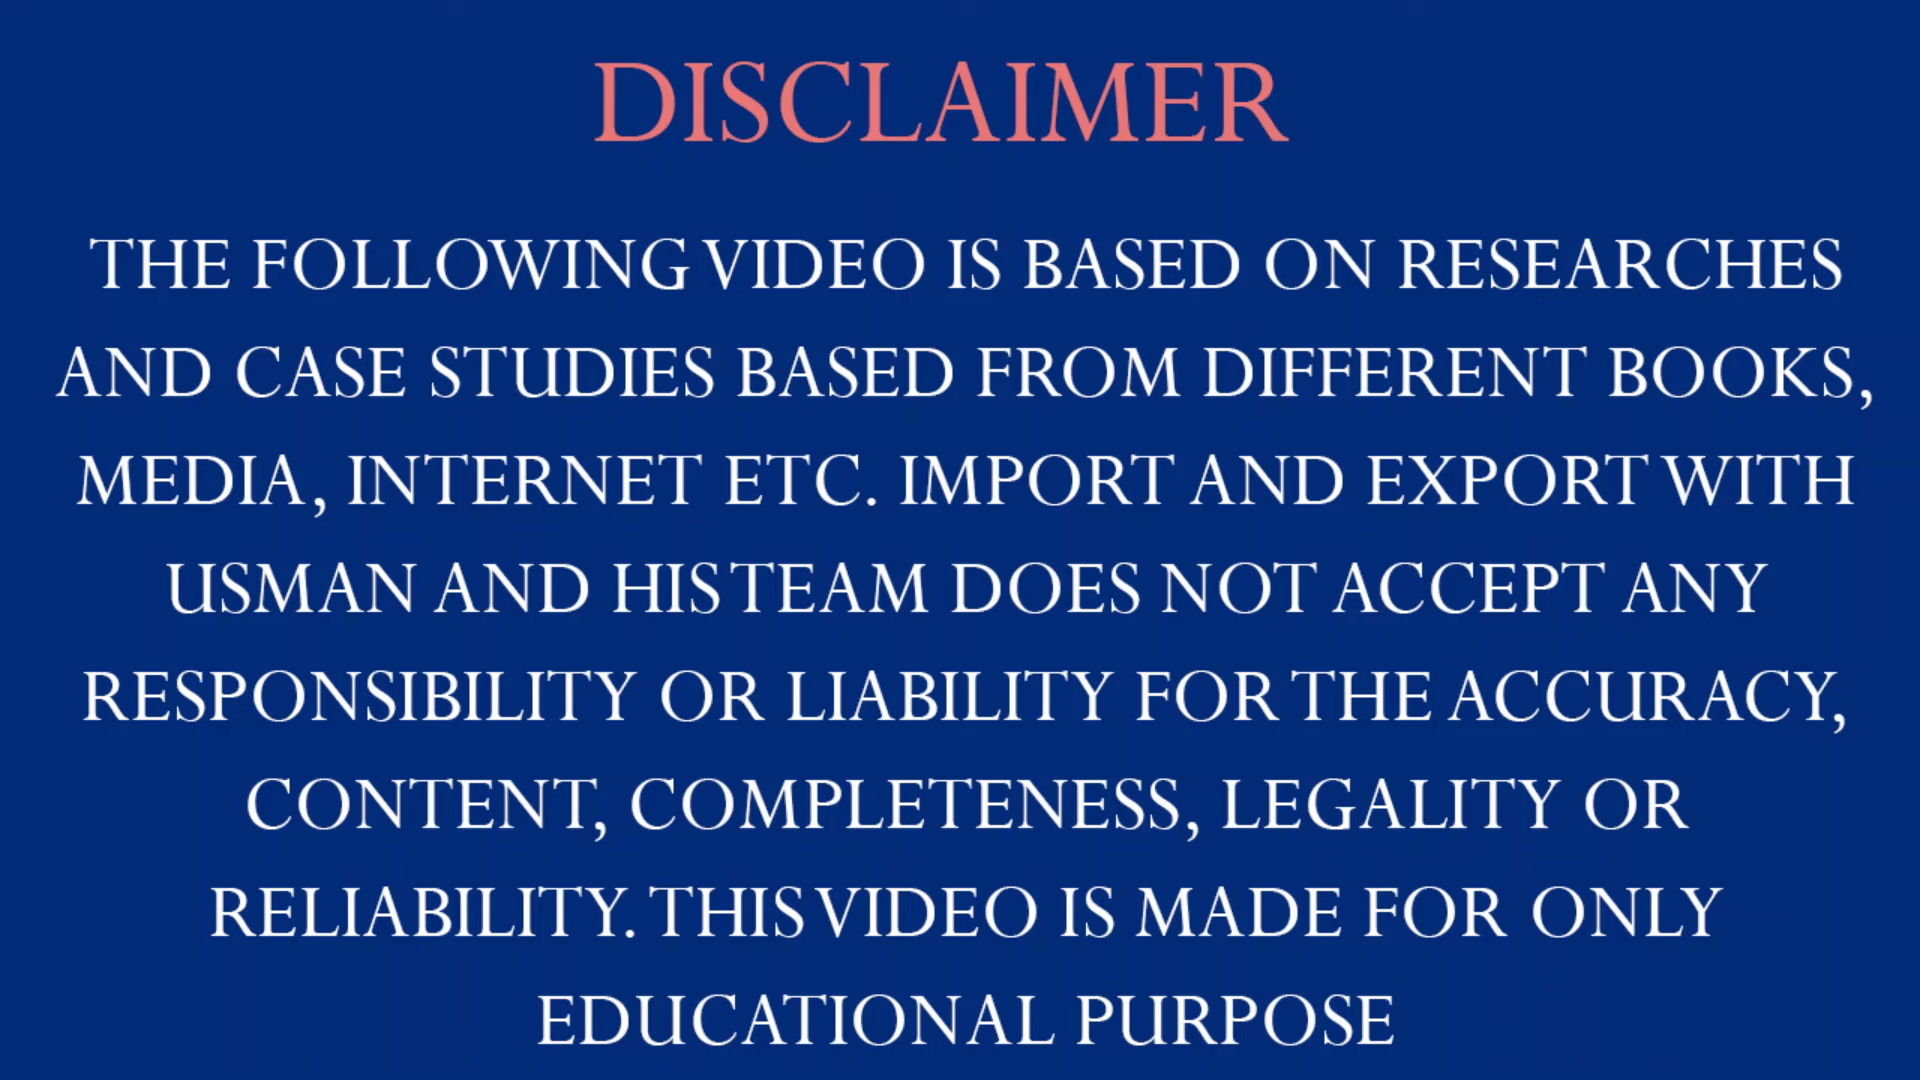 DISCLAIMER
THE FOLLOWING VIDEO IS BASED ON RESEARCHES
AND CASE STUDIES BASED FROM DIFFERENT BOOKS,
MEDIA, INTERNET ETC. IMPORT AND EXPORT WITH
USMAN AND HIS TEAM DOES NOT ACCEPT ANY
RESPONSIBILITY OR LIABILITY FOR THE ACCURACY,
CONTENT, COMPLETENESS, LEGALITY OR
RELIABILITY. THIS VIDEO IS MADE FOR ONLY
EDUCATIONAL PURPOSE